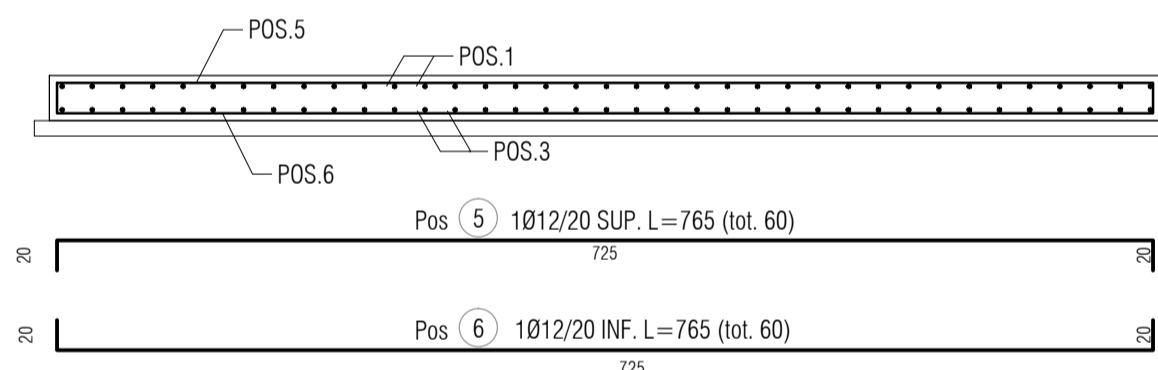 POS.5
POS.1
POS.3
POS.6
Pos 5 1Ø12/20 SUP. L=765 (tot. 60)
20 725 20
Pos 6 1Ø12/20 INF. L=765 (tot. 60)
20 20
725